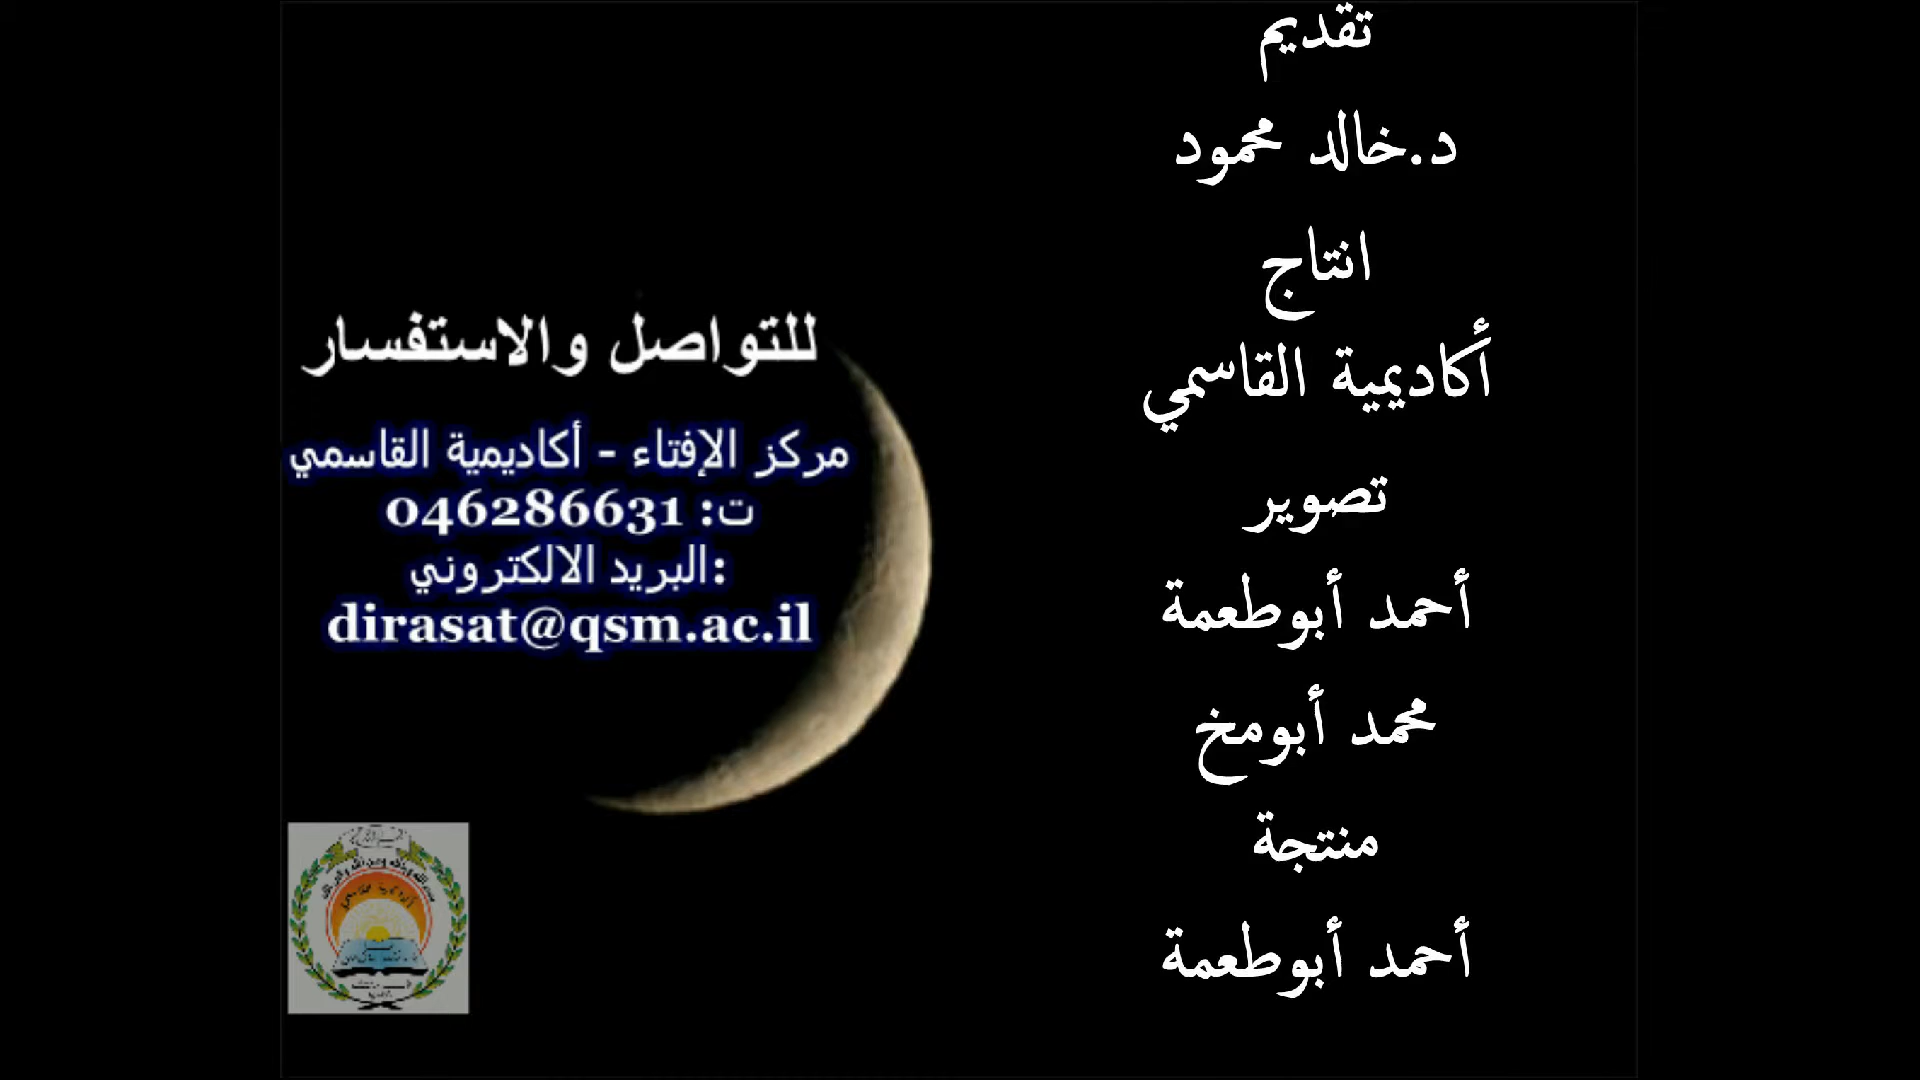 تقديم
د.خالد محمود
انتاج
أكاديمية القاسمي
تصوير
أحمد أبوطعمة
محمد أبومخ
منتجة
أحمد أبوطعمة
للتواصل والاستفسار
مركز الإفتاء - أكاديمية القاسمي
ت: 046286631
البريد الالكتروني:
dirasat@qsm.ac.il